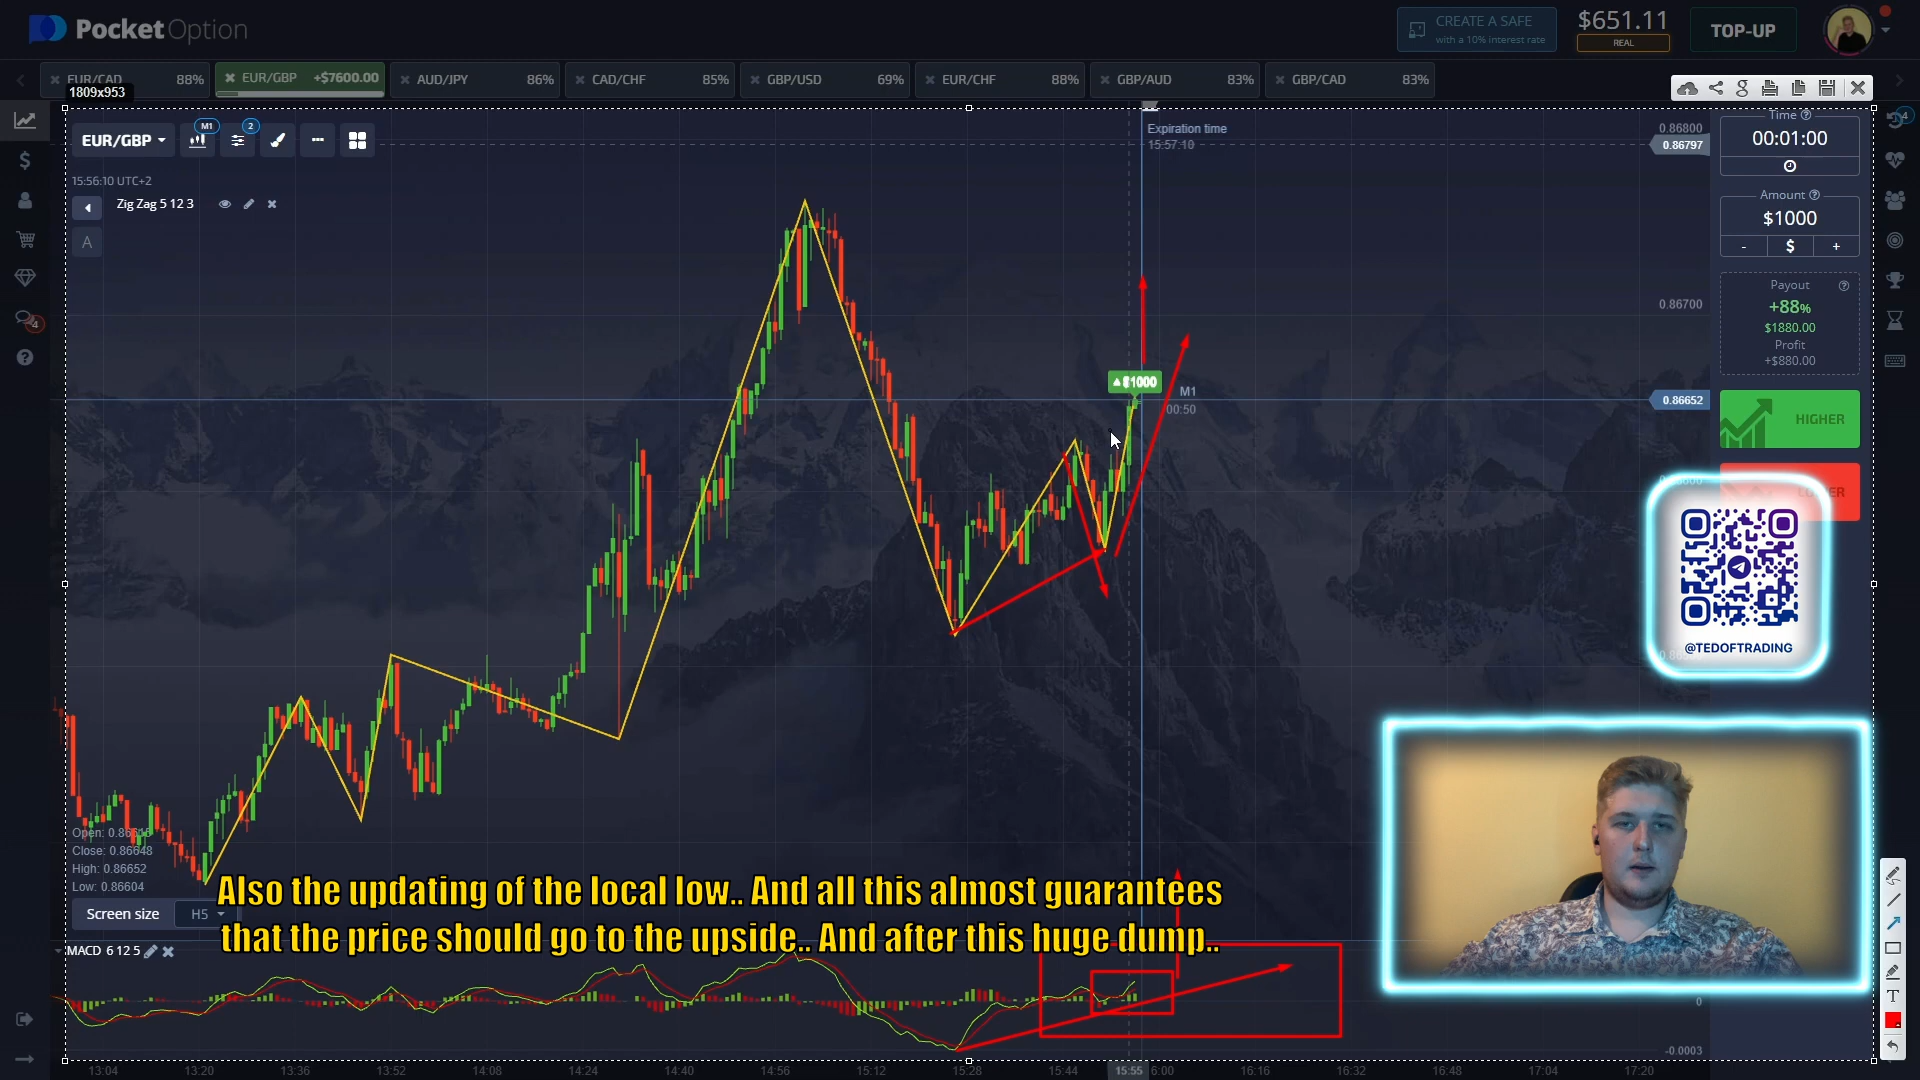 PocketOption
CREATE A SAFE
with a 10% interest rate
$651.11
REAL
TOP-UP
EUR/CAD 88%
EUR/GBP +$7600.00
AUD/JPY 86%
CAD/CHF 85%
GBP/USD 69%
EUR/CHF 88%
GBP/AUD 83%
GBP/CAD 83%
1809x953
EUR/GBP
M1
2
15:56:10 UTC+2
Zig Zag 5 12 3
A
Expiration time
15:57:10
0.86800
0.86797
0.86700
0.86652
$1000
M1
00:50
Time
00:01:00
Amount
$1000
- $ +
Payout
+88%
$1880.00
Profit
+$880.00
HIGHER
4
4
@TEDOFTRADING
Close: 0.86648
High: 0.86652
Low: 0.86604
Screen size H5
Also the updating of the local low.. And all this almost guarantees
that the price should go to the upside.. And after this huge dump..
MACD 6 12 5
0
-0.0003
T
13:04 13:20 13:36 13:52 14:08 14:24 14:40 14:56 15:12 15:28 15:44 15:55 6:00 16:16 16:32 16:48 17:04 17:20